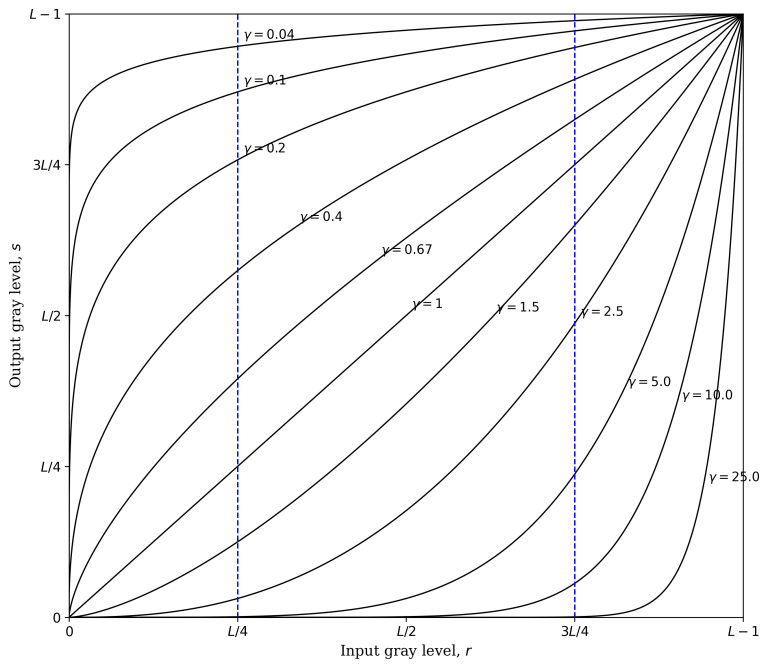 L − 1
γ = 0.04
γ = 0.1
γ = 0.2
3L/4
γ = 0.4
γ = 0.67
γ = 1
γ = 1.5
γ = 2.5
L/2
γ = 5.0
γ = 10.0
L/4
γ = 25.0
0
0
L/4
L/2
3L/4
L − 1
Input gray level, r
Output gray level, s